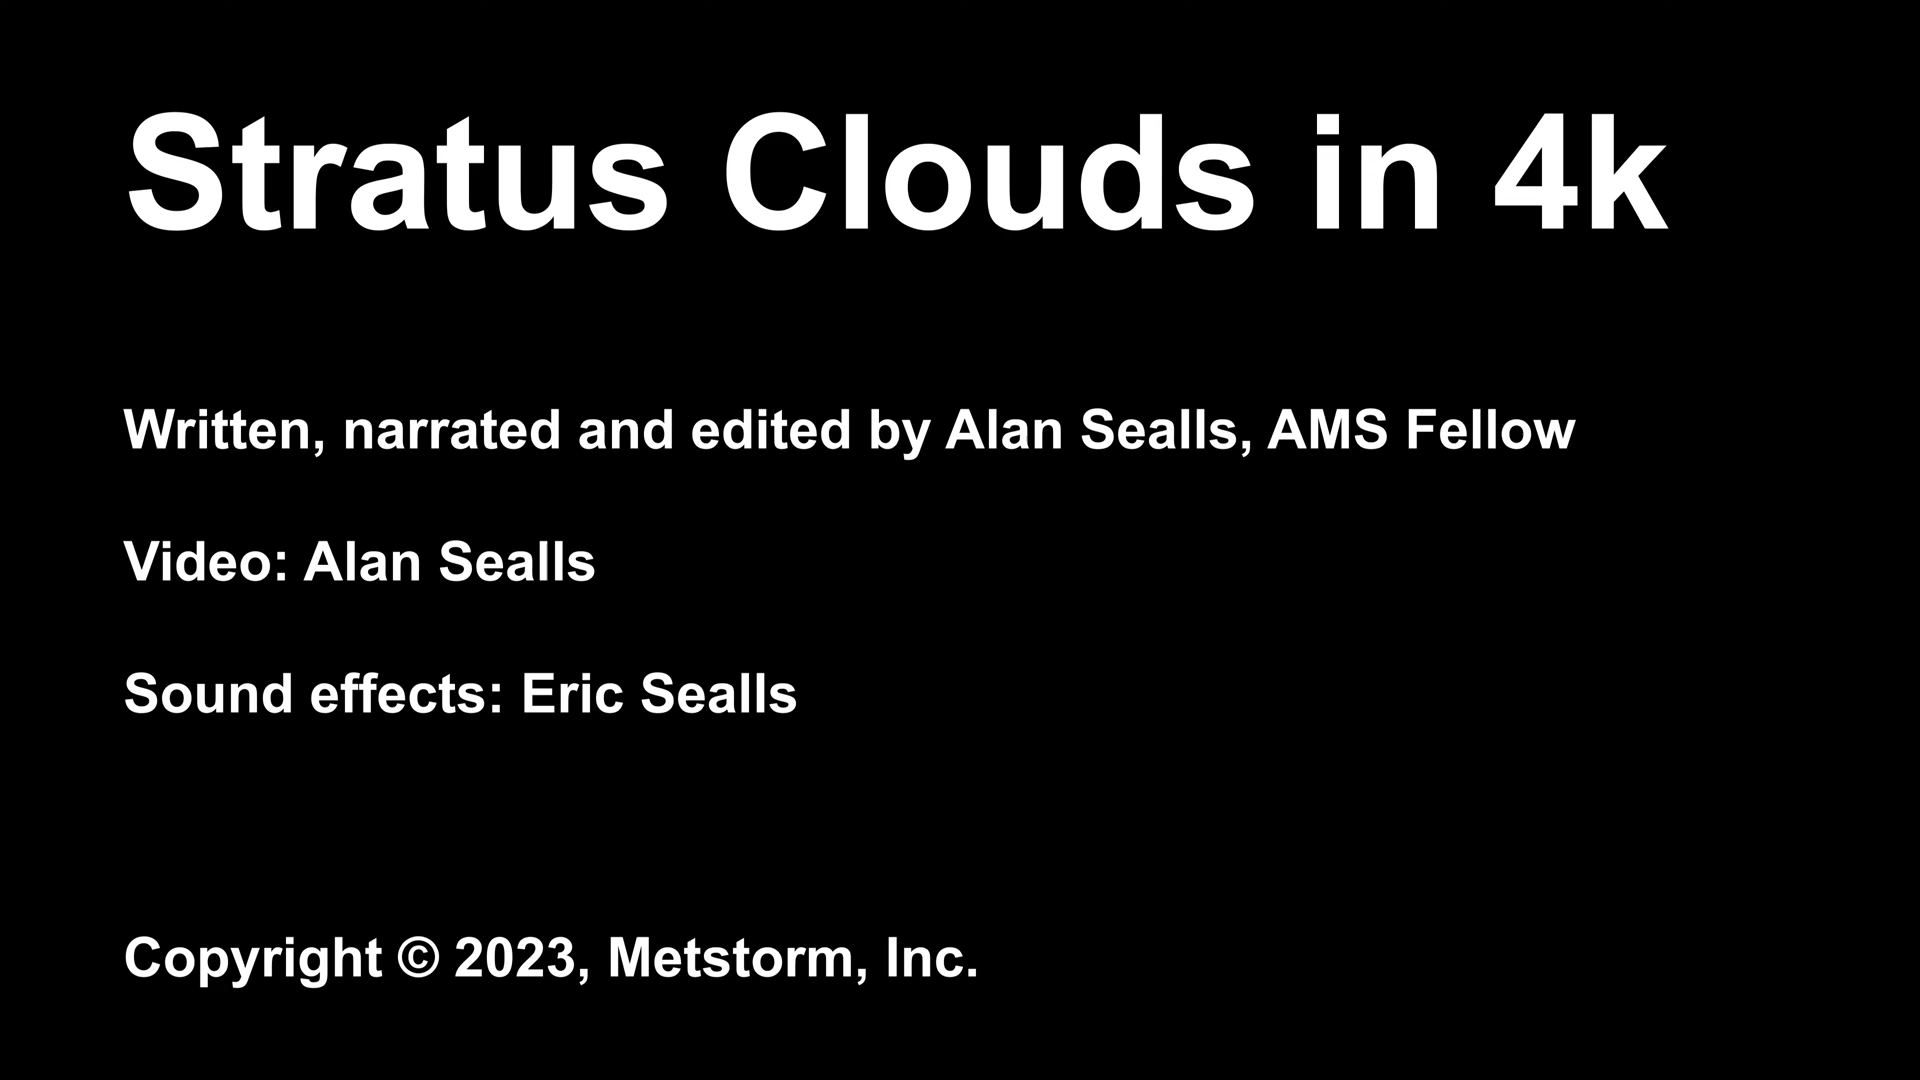 Stratus Clouds in 4k
Written, narrated and edited by Alan Sealls, AMS Fellow
Video: Alan Sealls
Sound effects: Eric Sealls
Copyright © 2023, Metstorm, Inc.